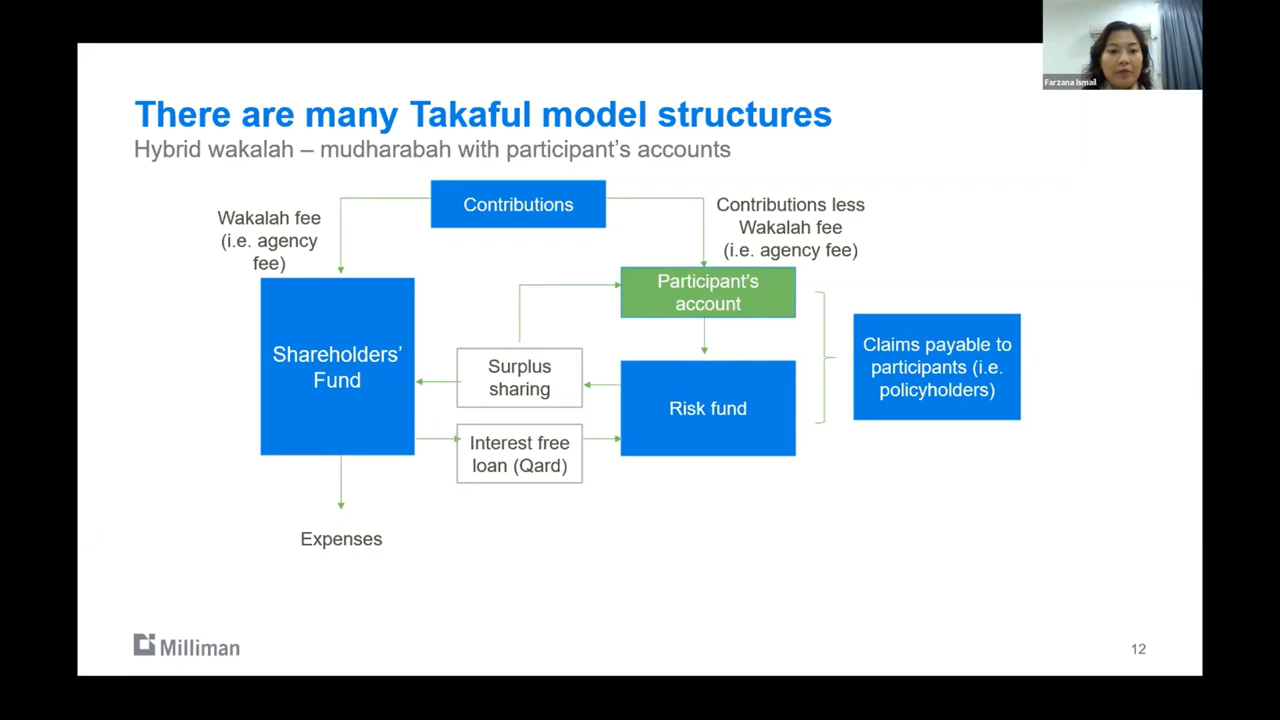 Farzana Ismail
There are many Takaful model structures
Hybrid wakalah – mudharabah with participant’s accounts
Contributions
Wakalah fee
(i.e. agency
fee)
Contributions less
Wakalah fee
(i.e. agency fee)
Participant’s
account
Shareholders’
Fund
Surplus
sharing
Risk fund
Claims payable to
participants (i.e.
policyholders)
Interest free
loan (Qard)
Expenses
Milliman
12